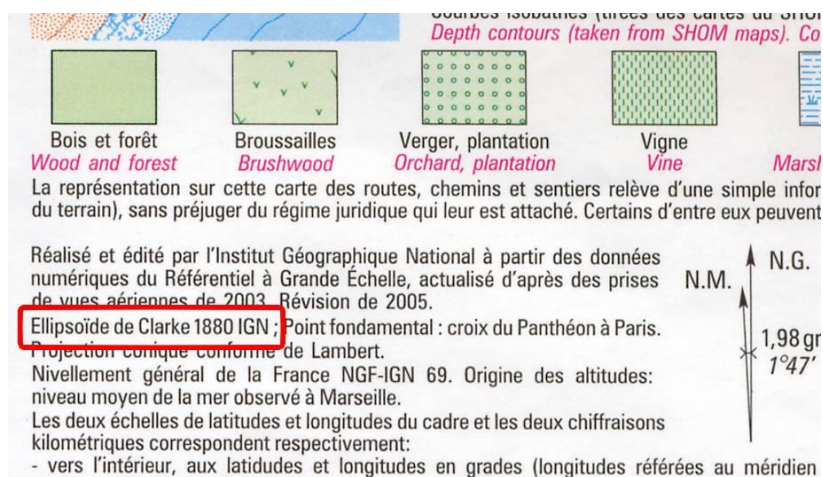 Courbes isobathes (tirées des cartes du SHOM
Depth contours (taken from SHOM maps). Co
Bois et forêt
Wood and forest
Broussailles
Brushwood
Verger, plantation
Orchard, plantation
Vigne
Vine
Marsh
La représentation sur cette carte des routes, chemins et sentiers relève d'une simple infor
du terrain), sans préjuger du régime juridique qui leur est attaché. Certains d'entre eux peuvent
Réalisé et édité par l'Institut Géographique National à partir des données
numériques du Référentiel à Grande Échelle, actualisé d'après des prises
de vues aériennes de 2003. Révision de 2005.
Ellipsoïde de Clarke 1880 IGN ; Point fondamental : croix du Panthéon à Paris.
Projection conique conforme de Lambert.
Nivellement général de la France NGF-IGN 69. Origine des altitudes:
niveau moyen de la mer observé à Marseille.
Les deux échelles de latitudes et longitudes du cadre et les deux chiffraisons
kilométriques correspondent respectivement:
- vers l'intérieur, aux latidudes et longitudes en grades (longitudes référées au méridien
N.M.
N.G.
1,98 gr
1°47'